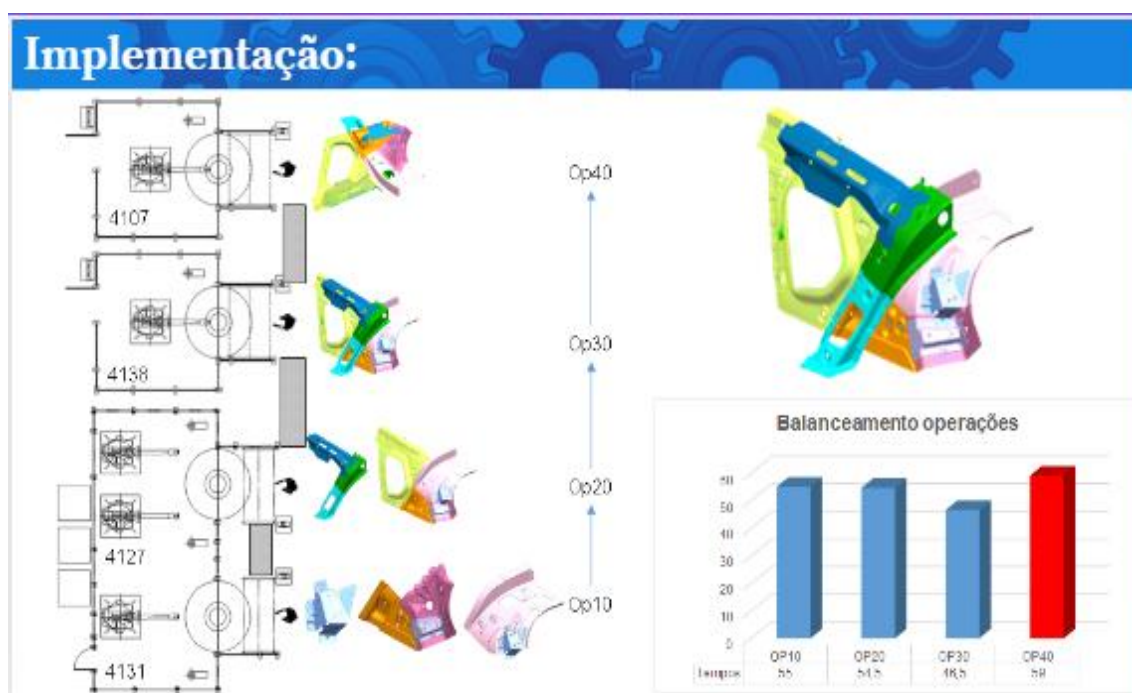 Implementação:
Op40
4107
Op30
4138
Op20
4127
Op10
4131
Balanceamento operações
60
50
40
30
20
10
0
OP10 OP20 OP30 OP40
Tempos 55 54,5 46,5 59